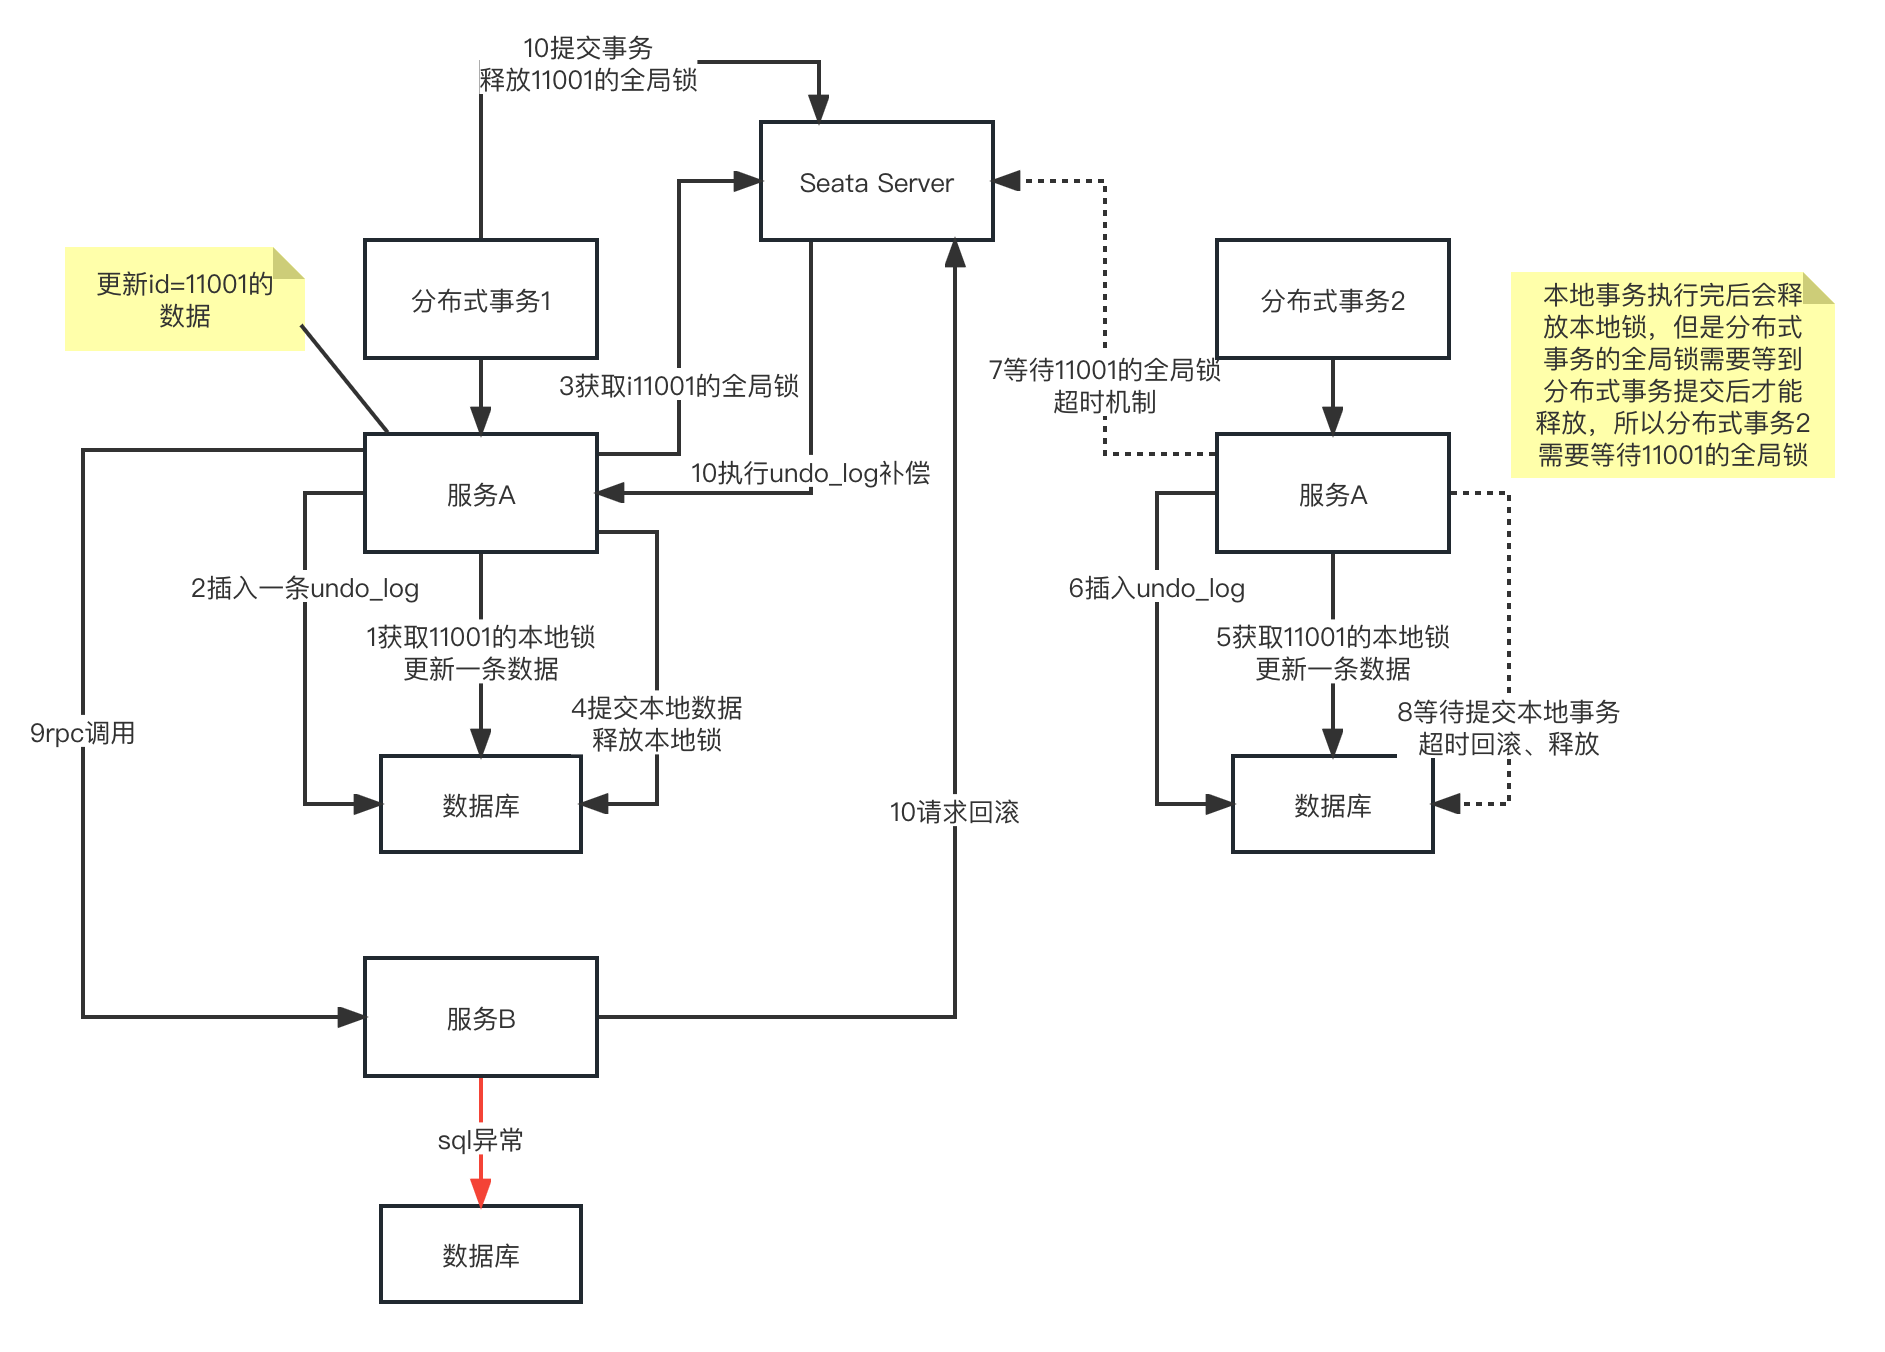 10提交事务
释放11001的全局锁
Seata Server
更新id=11001的
数据
分布式事务1
分布式事务2
本地事务执行完后会释
放本地锁，但是分布式
事务的全局锁需要等到
分布式事务提交后才能
释放，所以分布式事务2
需要等待11001的全局锁
3获取i11001的全局锁
7等待11001的全局锁
超时机制
10执行undo_log补偿
服务A
服务A
2插入一条undo_log
6插入undo_log
1获取11001的本地锁
更新一条数据
5获取11001的本地锁
更新一条数据
4提交本地数据
释放本地锁
8等待提交本地事务
超时回滚、释放
9rpc调用
数据库
10请求回滚
数据库
服务B
sql异常
数据库